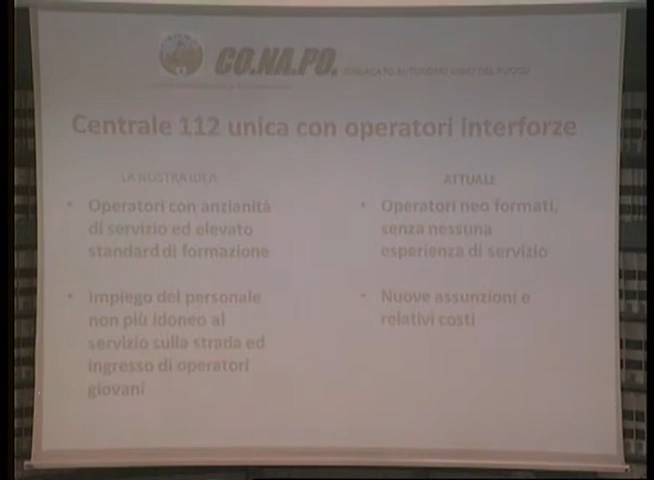 CO.NA.PO. SINDACATO AUTONOMO VIGILI DEL FUOCO
Centrale 112 unica con operatori interforze
LA NOSTRA IDEA
• Operatori con anzianità
di servizio ed elevato
standard di formazione
• Impiego del personale
non più idoneo al
servizio sulla strada ed
ingresso di operatori
giovani
ATTUALE
• Operatori neo formati,
senza nessuna
esperienza di servizio
• Nuove assunzioni e
relativi costi